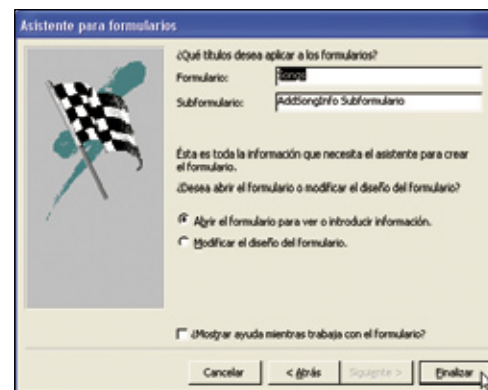 Asistente para formularios
¿Qué títulos desea aplicar a los formularios?
Formulario: Songs
Subformulario: AddSongInfo Subformulario
Ésta es toda la información que necesita el asistente para crear
el formulario.
¿Desea abrir el formulario o modificar el diseño del formulario?
Abrir el formulario para ver o introducir información.
Modificar el diseño del formulario.
¿Mostrar ayuda mientras trabaja con el formulario?
Cancelar < Atrás Siguiente > Finalizar